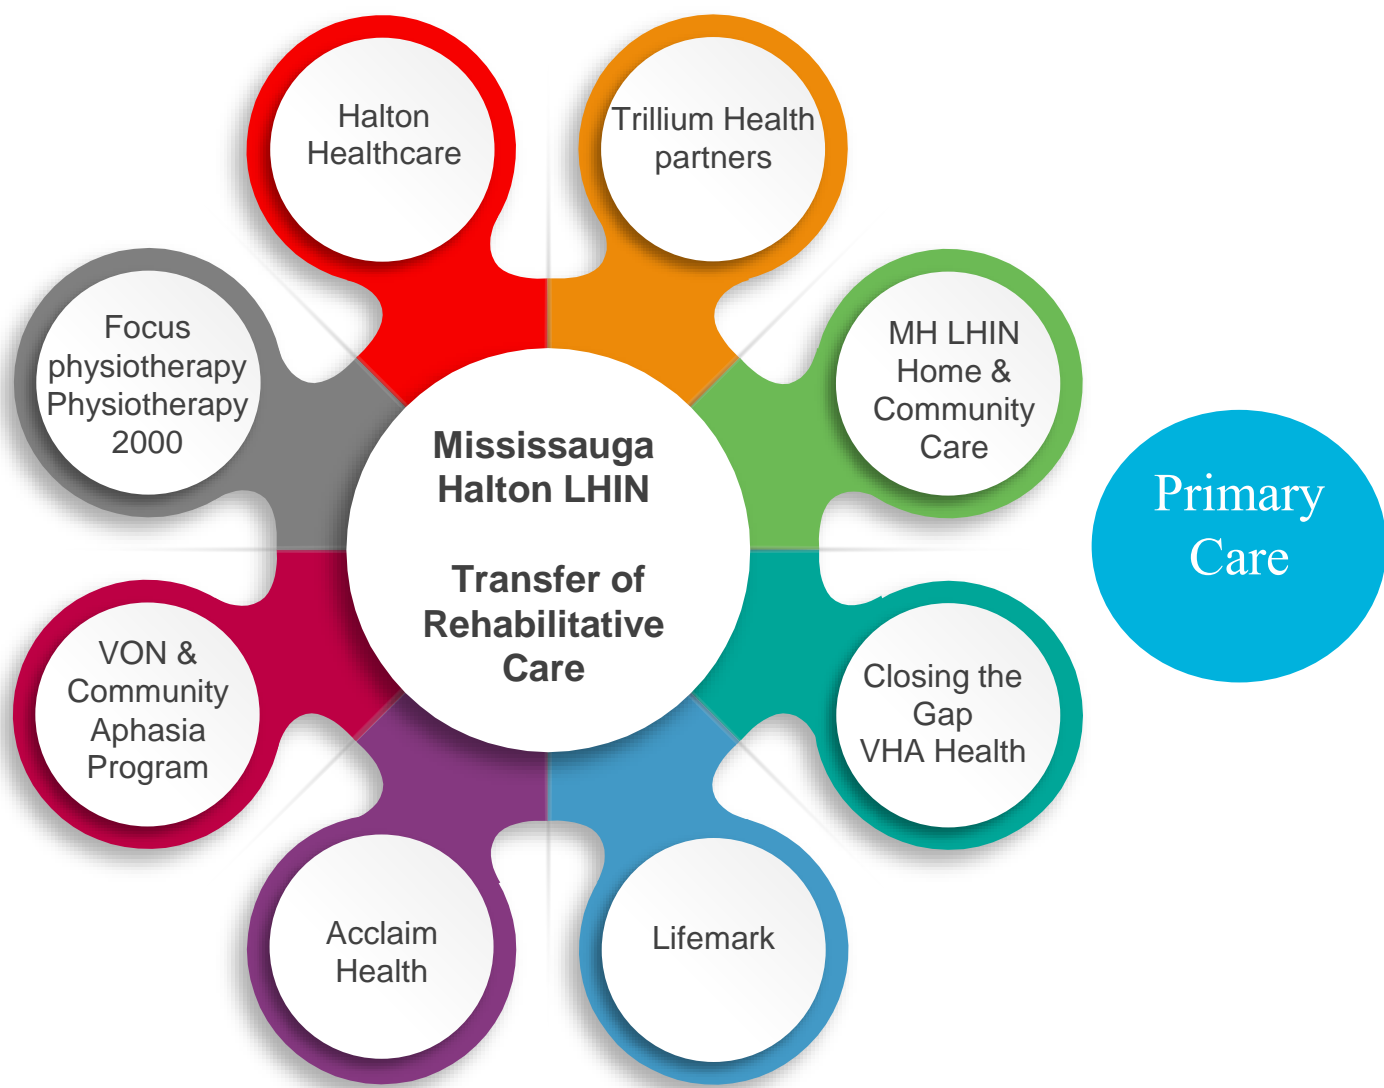 Halton
Healthcare
Trillium Health
partners
Focus
physiotherapy
Physiotherapy
2000
MH LHIN
Home &
Community
Care
Mississauga
Halton LHIN
Transfer of
Rehabilitative
Care
Primary
Care
VON &
Community
Aphasia
Program
Closing the
Gap
VHA Health
Acclaim
Health
Lifemark